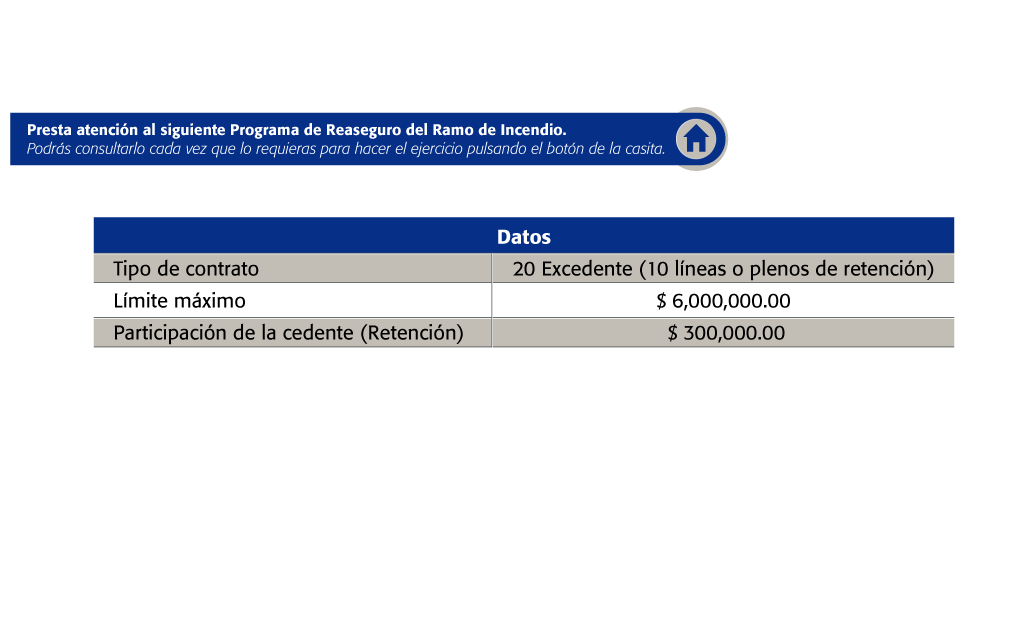 Presta atención al siguiente Programa de Reaseguro del Ramo de Incendio.
Podrás consultarlo cada vez que lo requieras para hacer el ejercicio pulsando el botón de la casita.
Datos
Tipo de contrato 20 Excedente (10 líneas o plenos de retención)
Límite máximo $ 6,000,000.00
Participación de la cedente (Retención) $ 300,000.00